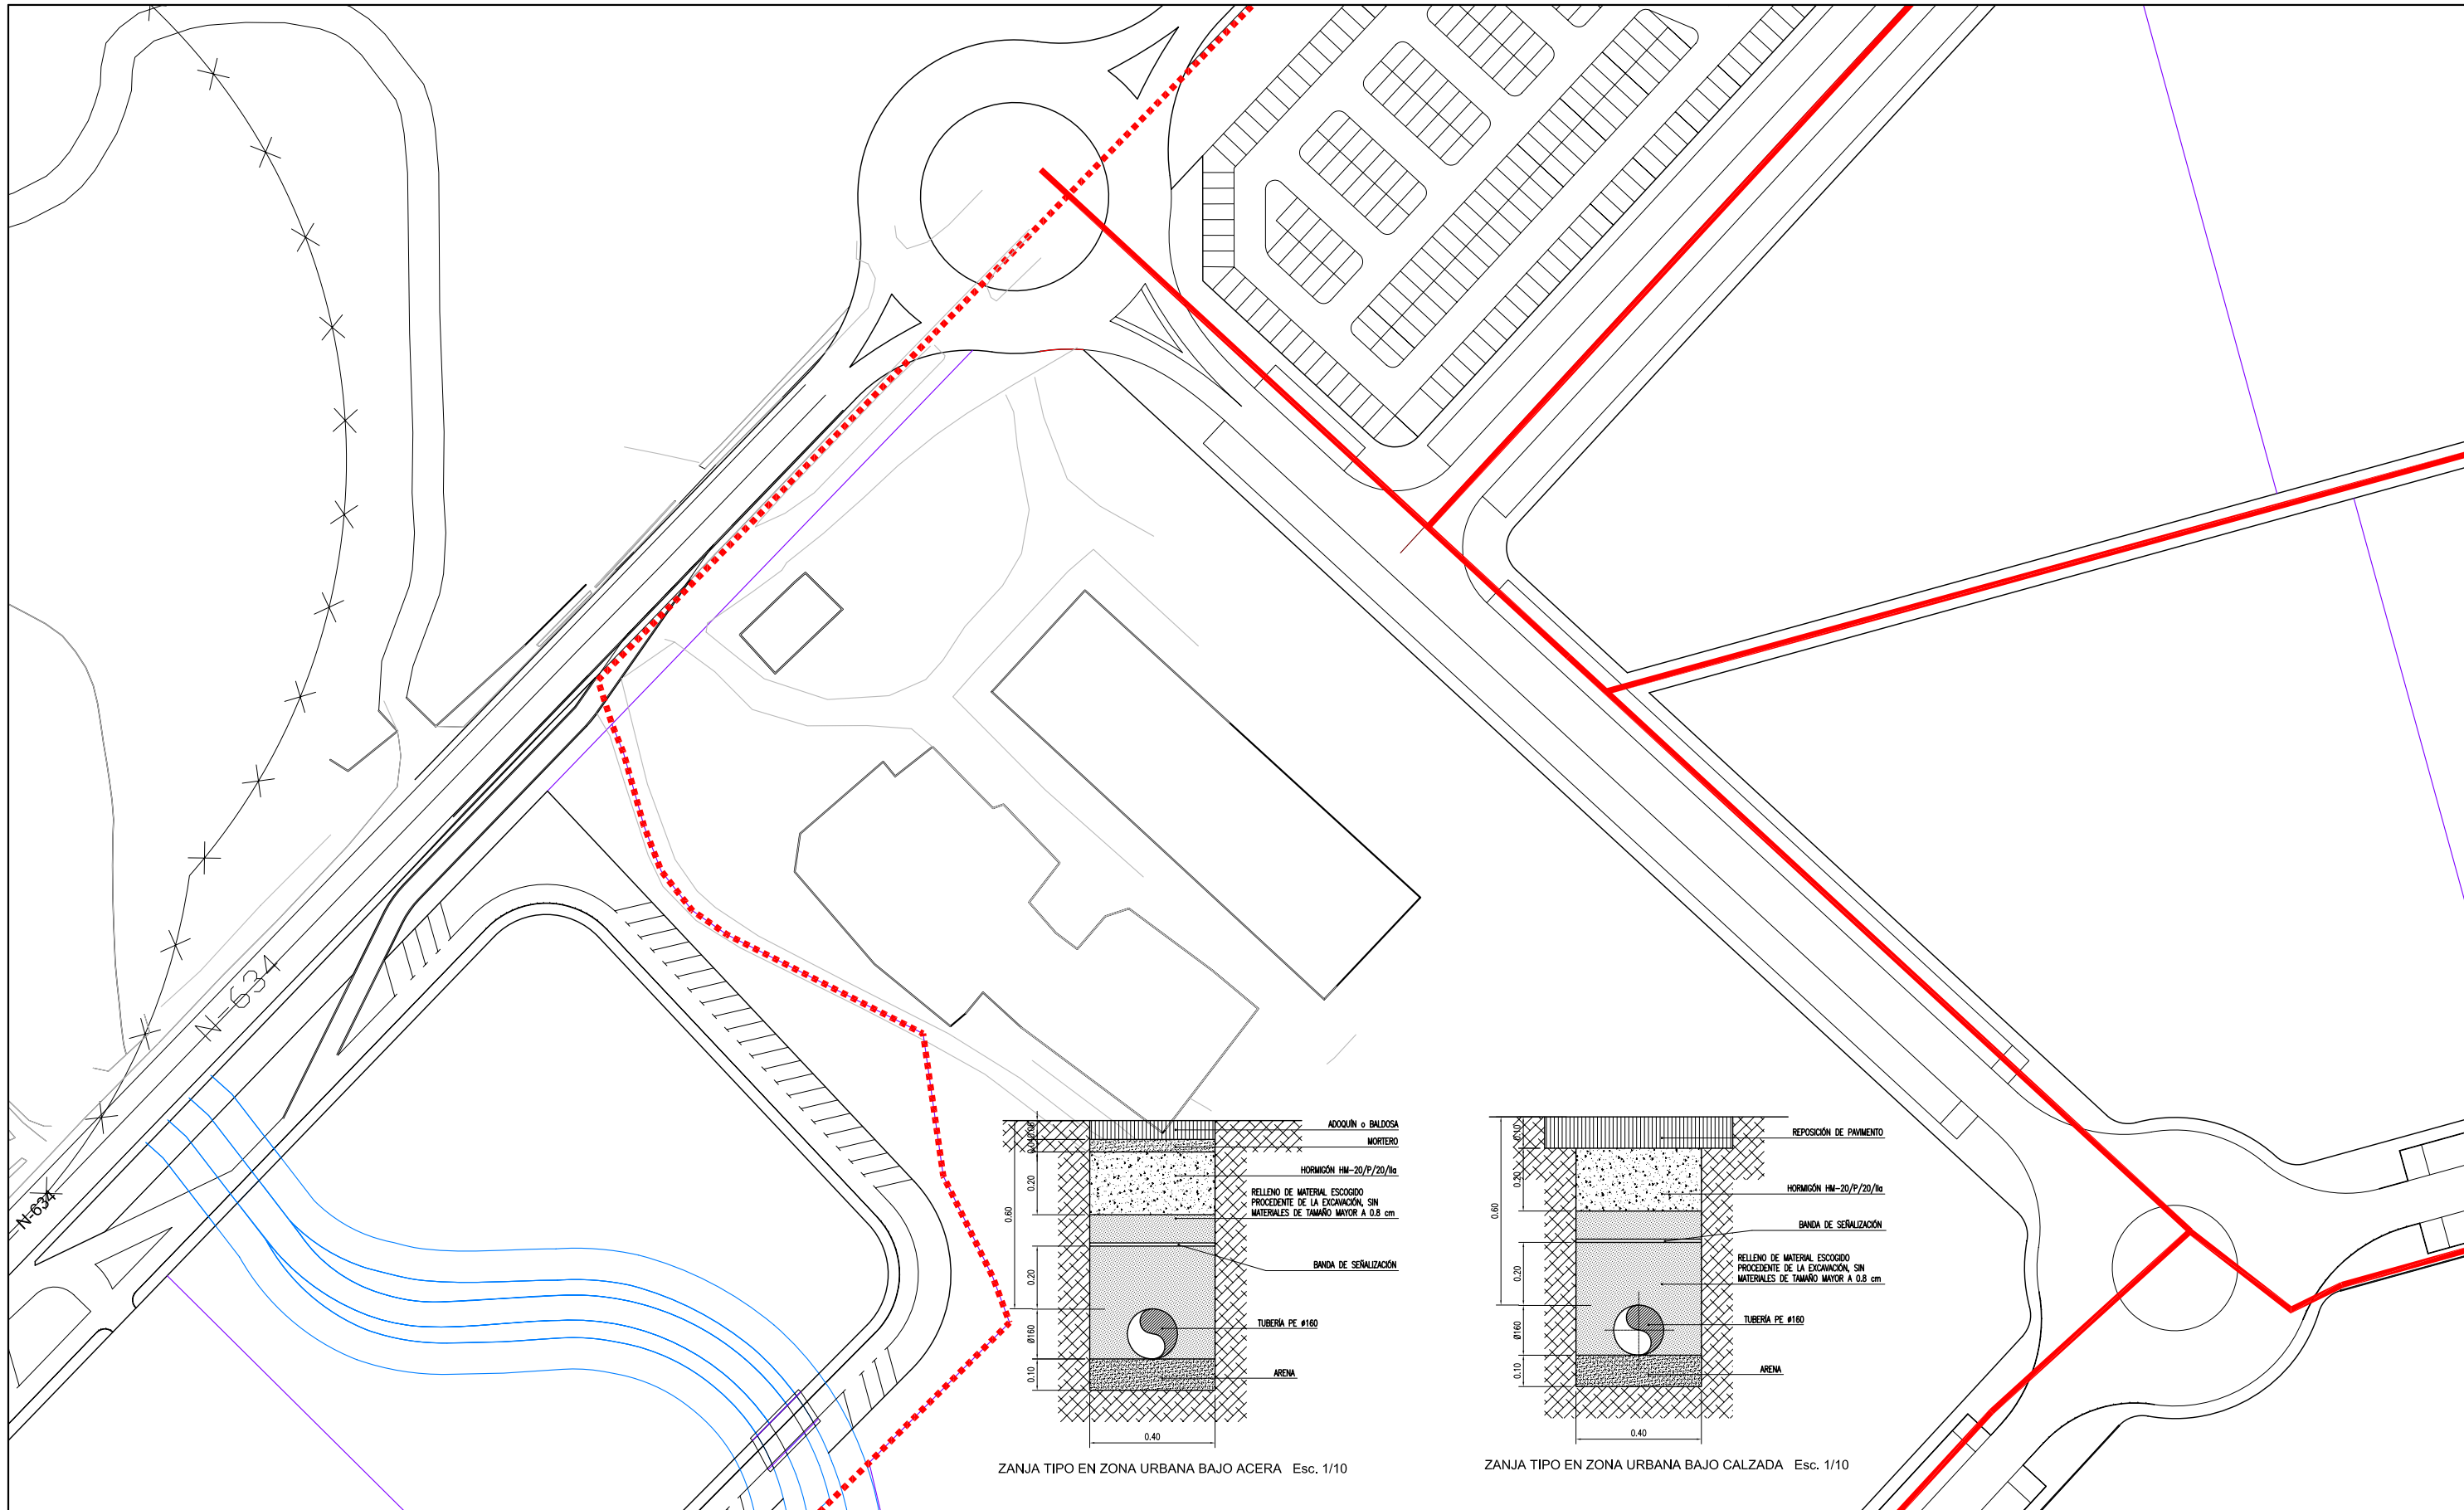 N-634
N-634
ADOQUÍN o BALDOSA
MORTERO
HORMIGÓN HM-20/P/20/IIa
RELLENO DE MATERIAL ESCOGIDO
PROCEDENTE DE LA EXCAVACIÓN, SIN
MATERIALES DE TAMAÑO MAYOR A 0.8 cm
BANDA DE SEÑALIZACIÓN
TUBERÍA PE ø160
ARENA
0.20
0.60
0.20
Ø160
0.10
0.40
ZANJA TIPO EN ZONA URBANA BAJO ACERA Esc. 1/10
REPOSICIÓN DE PAVIMENTO
HORMIGÓN HM-20/P/20/IIa
BANDA DE SEÑALIZACIÓN
RELLENO DE MATERIAL ESCOGIDO
PROCEDENTE DE LA EXCAVACIÓN, SIN
MATERIALES DE TAMAÑO MAYOR A 0.8 cm
TUBERÍA PE ø160
ARENA
0.10
0.20
0.60
0.20
Ø160
0.10
0.40
ZANJA TIPO EN ZONA URBANA BAJO CALZADA Esc. 1/10